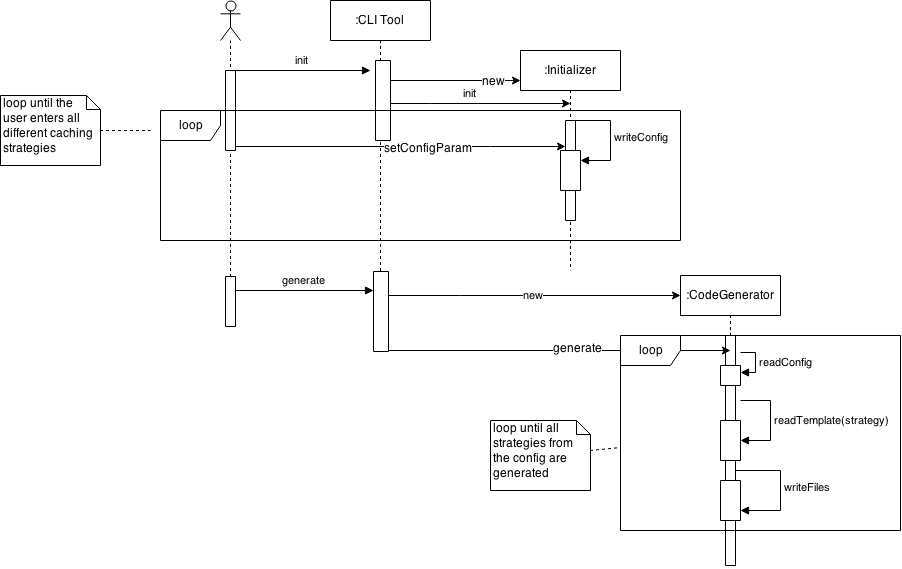 :CLI Tool
init
:Initializer
new
init
loop until the
user enters all
different caching
strategies
loop
writeConfig
setConfigParam
generate
new
:CodeGenerator
generate
loop
readConfig
readTemplate(strategy)
loop until all
strategies from
the config are
generated
writeFiles